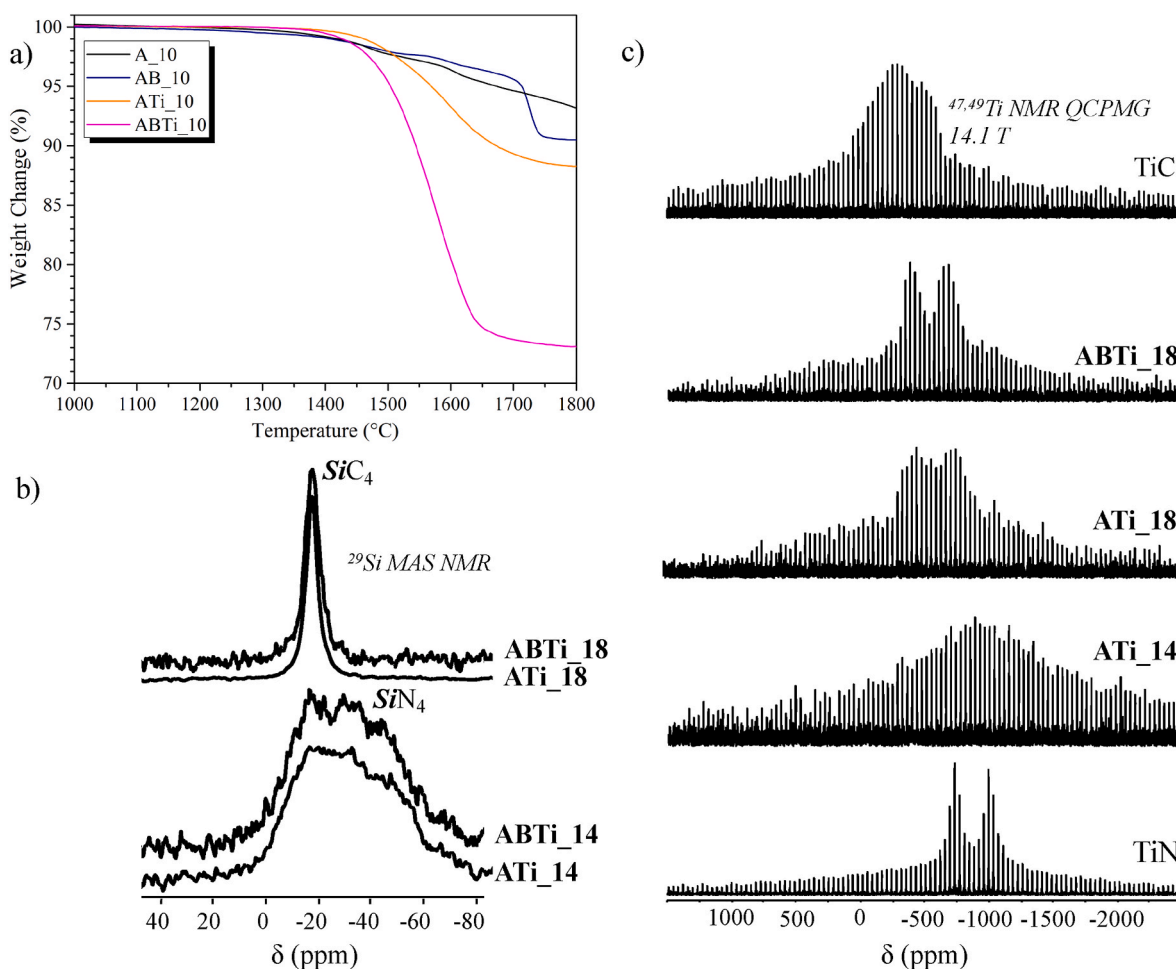 a)
100
95
90
85
80
75
70
Weight Change (%)
A_10
AB_10
ATi_10
ABTi_10
1000 1100 1200 1300 1400 1500 1600 1700 1800
Temperature (°C)
b)
SiC4
29Si MAS NMR
ABTi_18
ATi_18
SiN4
ABTi_14
ATi_14
40 20 0 -20 -40 -60 -80
δ (ppm)
c)
47,49Ti NMR QCPMG
14.1 T
TiC
ABTi_18
ATi_18
ATi_14
TiN
1000 500 0 -500 -1000 -1500 -2000
δ (ppm)